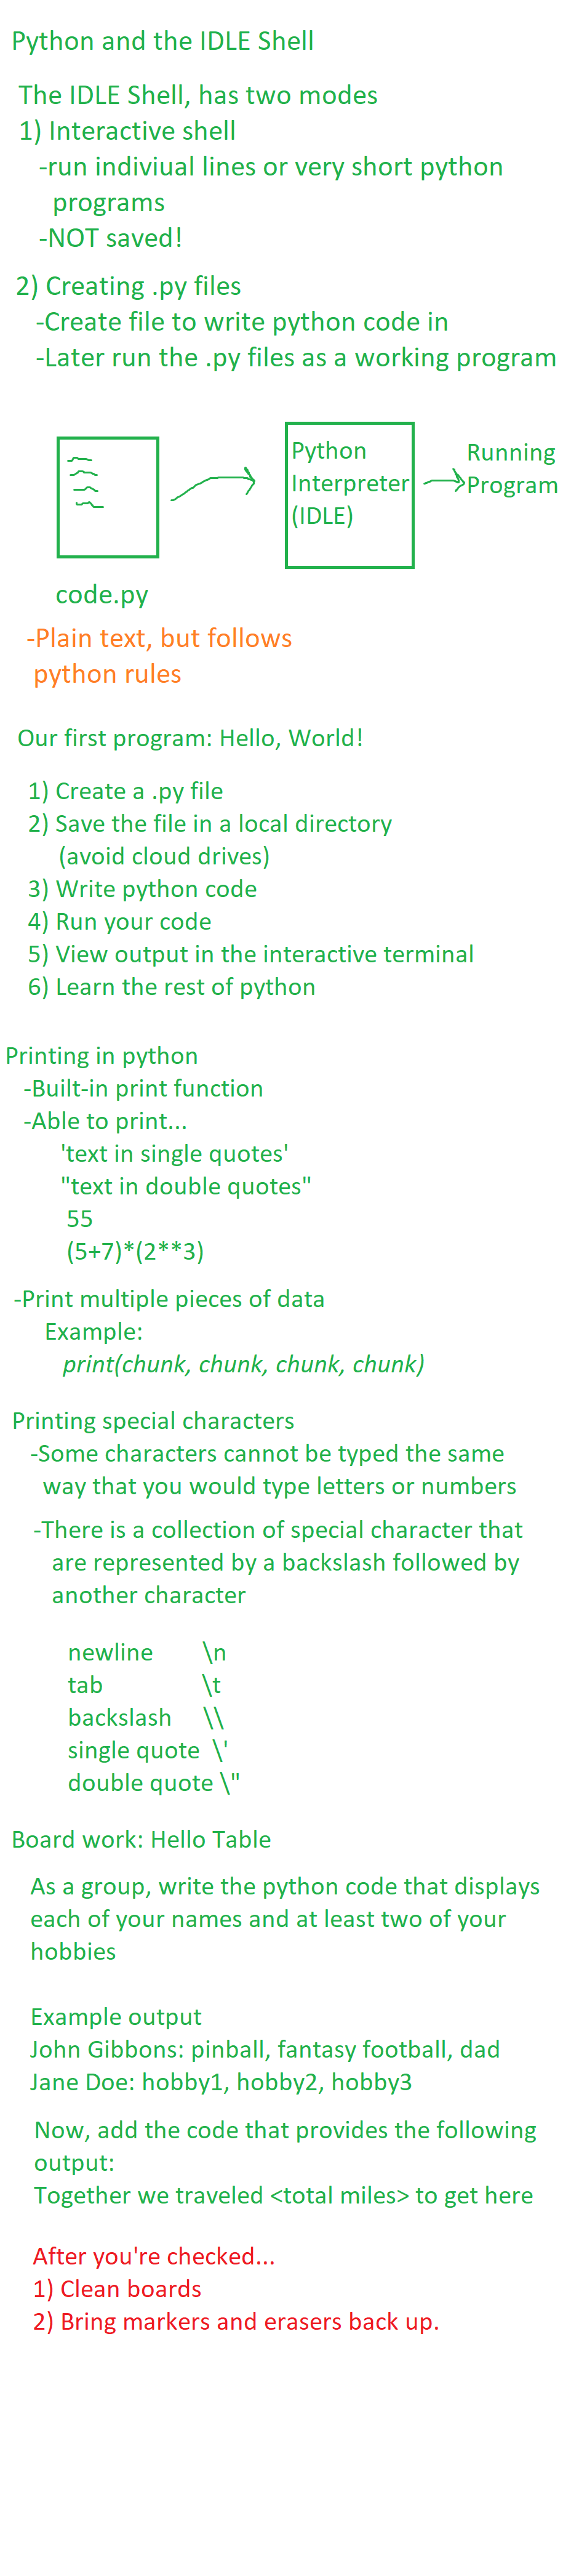 Python and the IDLE Shell
The IDLE Shell, has two modes
1) Interactive shell
-run indiviual lines or very short python
programs
-NOT saved!
2) Creating .py files
-Create file to write python code in
-Later run the .py files as a working program
Python
Interpreter
(IDLE)
Running
Program
code.py
-Plain text, but follows
python rules
Our first program: Hello, World!
1) Create a .py file
2) Save the file in a local directory
(avoid cloud drives)
3) Write python code
4) Run your code
5) View output in the interactive terminal
6) Learn the rest of python
Printing in python
-Built-in print function
-Able to print...
'text in single quotes'
"text in double quotes"
55
(5+7)*(2**3)
-Print multiple pieces of data
Example:
print(chunk, chunk, chunk, chunk)
Printing special characters
-Some characters cannot be typed the same
way that you would type letters or numbers
-There is a collection of special character that
are represented by a backslash followed by
another character
newline \n
tab \t
backslash \\
single quote \'
double quote \"
Board work: Hello Table
As a group, write the python code that displays
each of your names and at least two of your
hobbies
Example output
John Gibbons: pinball, fantasy football, dad
Jane Doe: hobby1, hobby2, hobby3
Now, add the code that provides the following
output:
Together we traveled <total miles> to get here
After you're checked...
1) Clean boards
2) Bring markers and erasers back up.